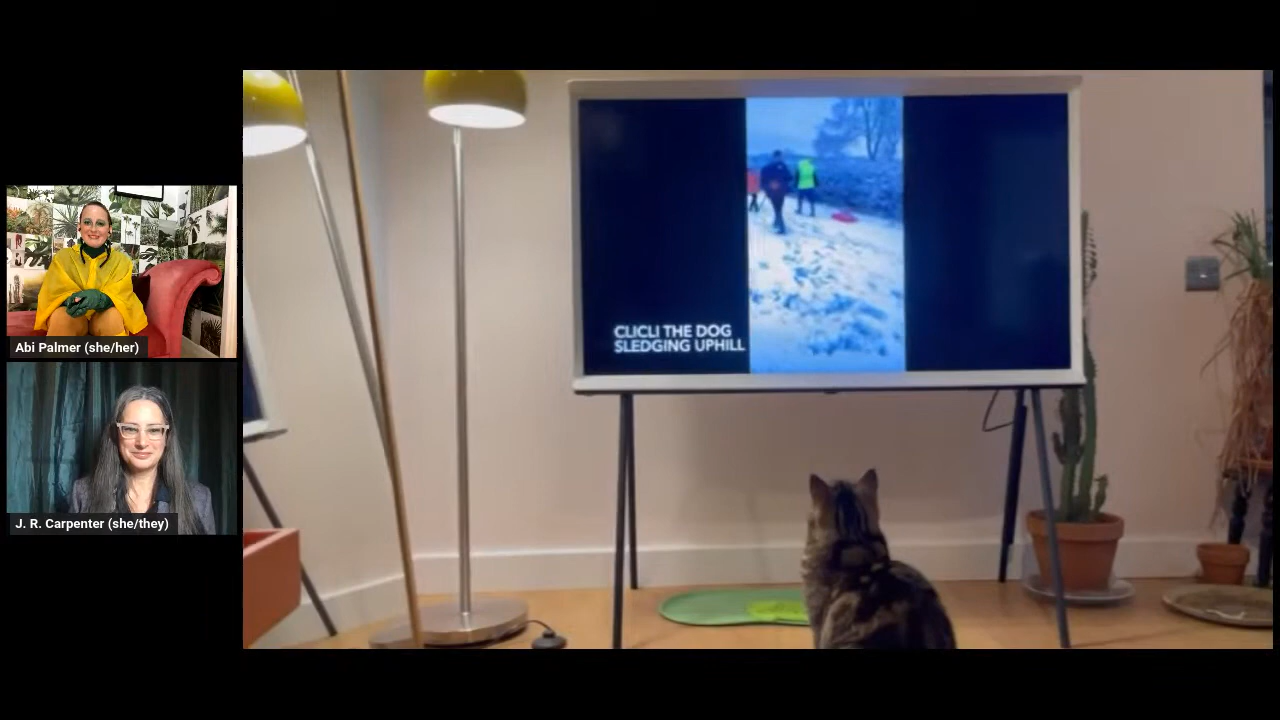 Abi Palmer (she/her)
J. R. Carpenter (she/they)
CLICLI THE DOG
SLEDGING UPHILL